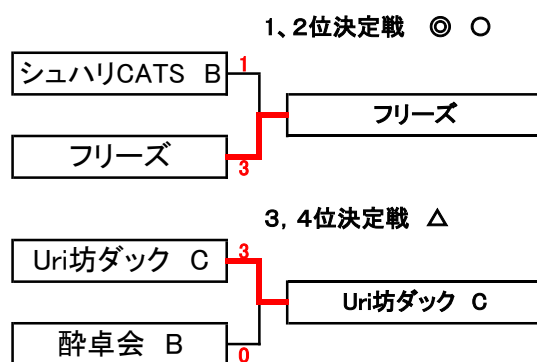 1、2位決定戦　◎　○
シュハリCATS　B
1
フリーズ
フリーズ
3
3，4位決定戦　△
Uri坊ダック　C
3
Uri坊ダック　C
酔卓会　B
0